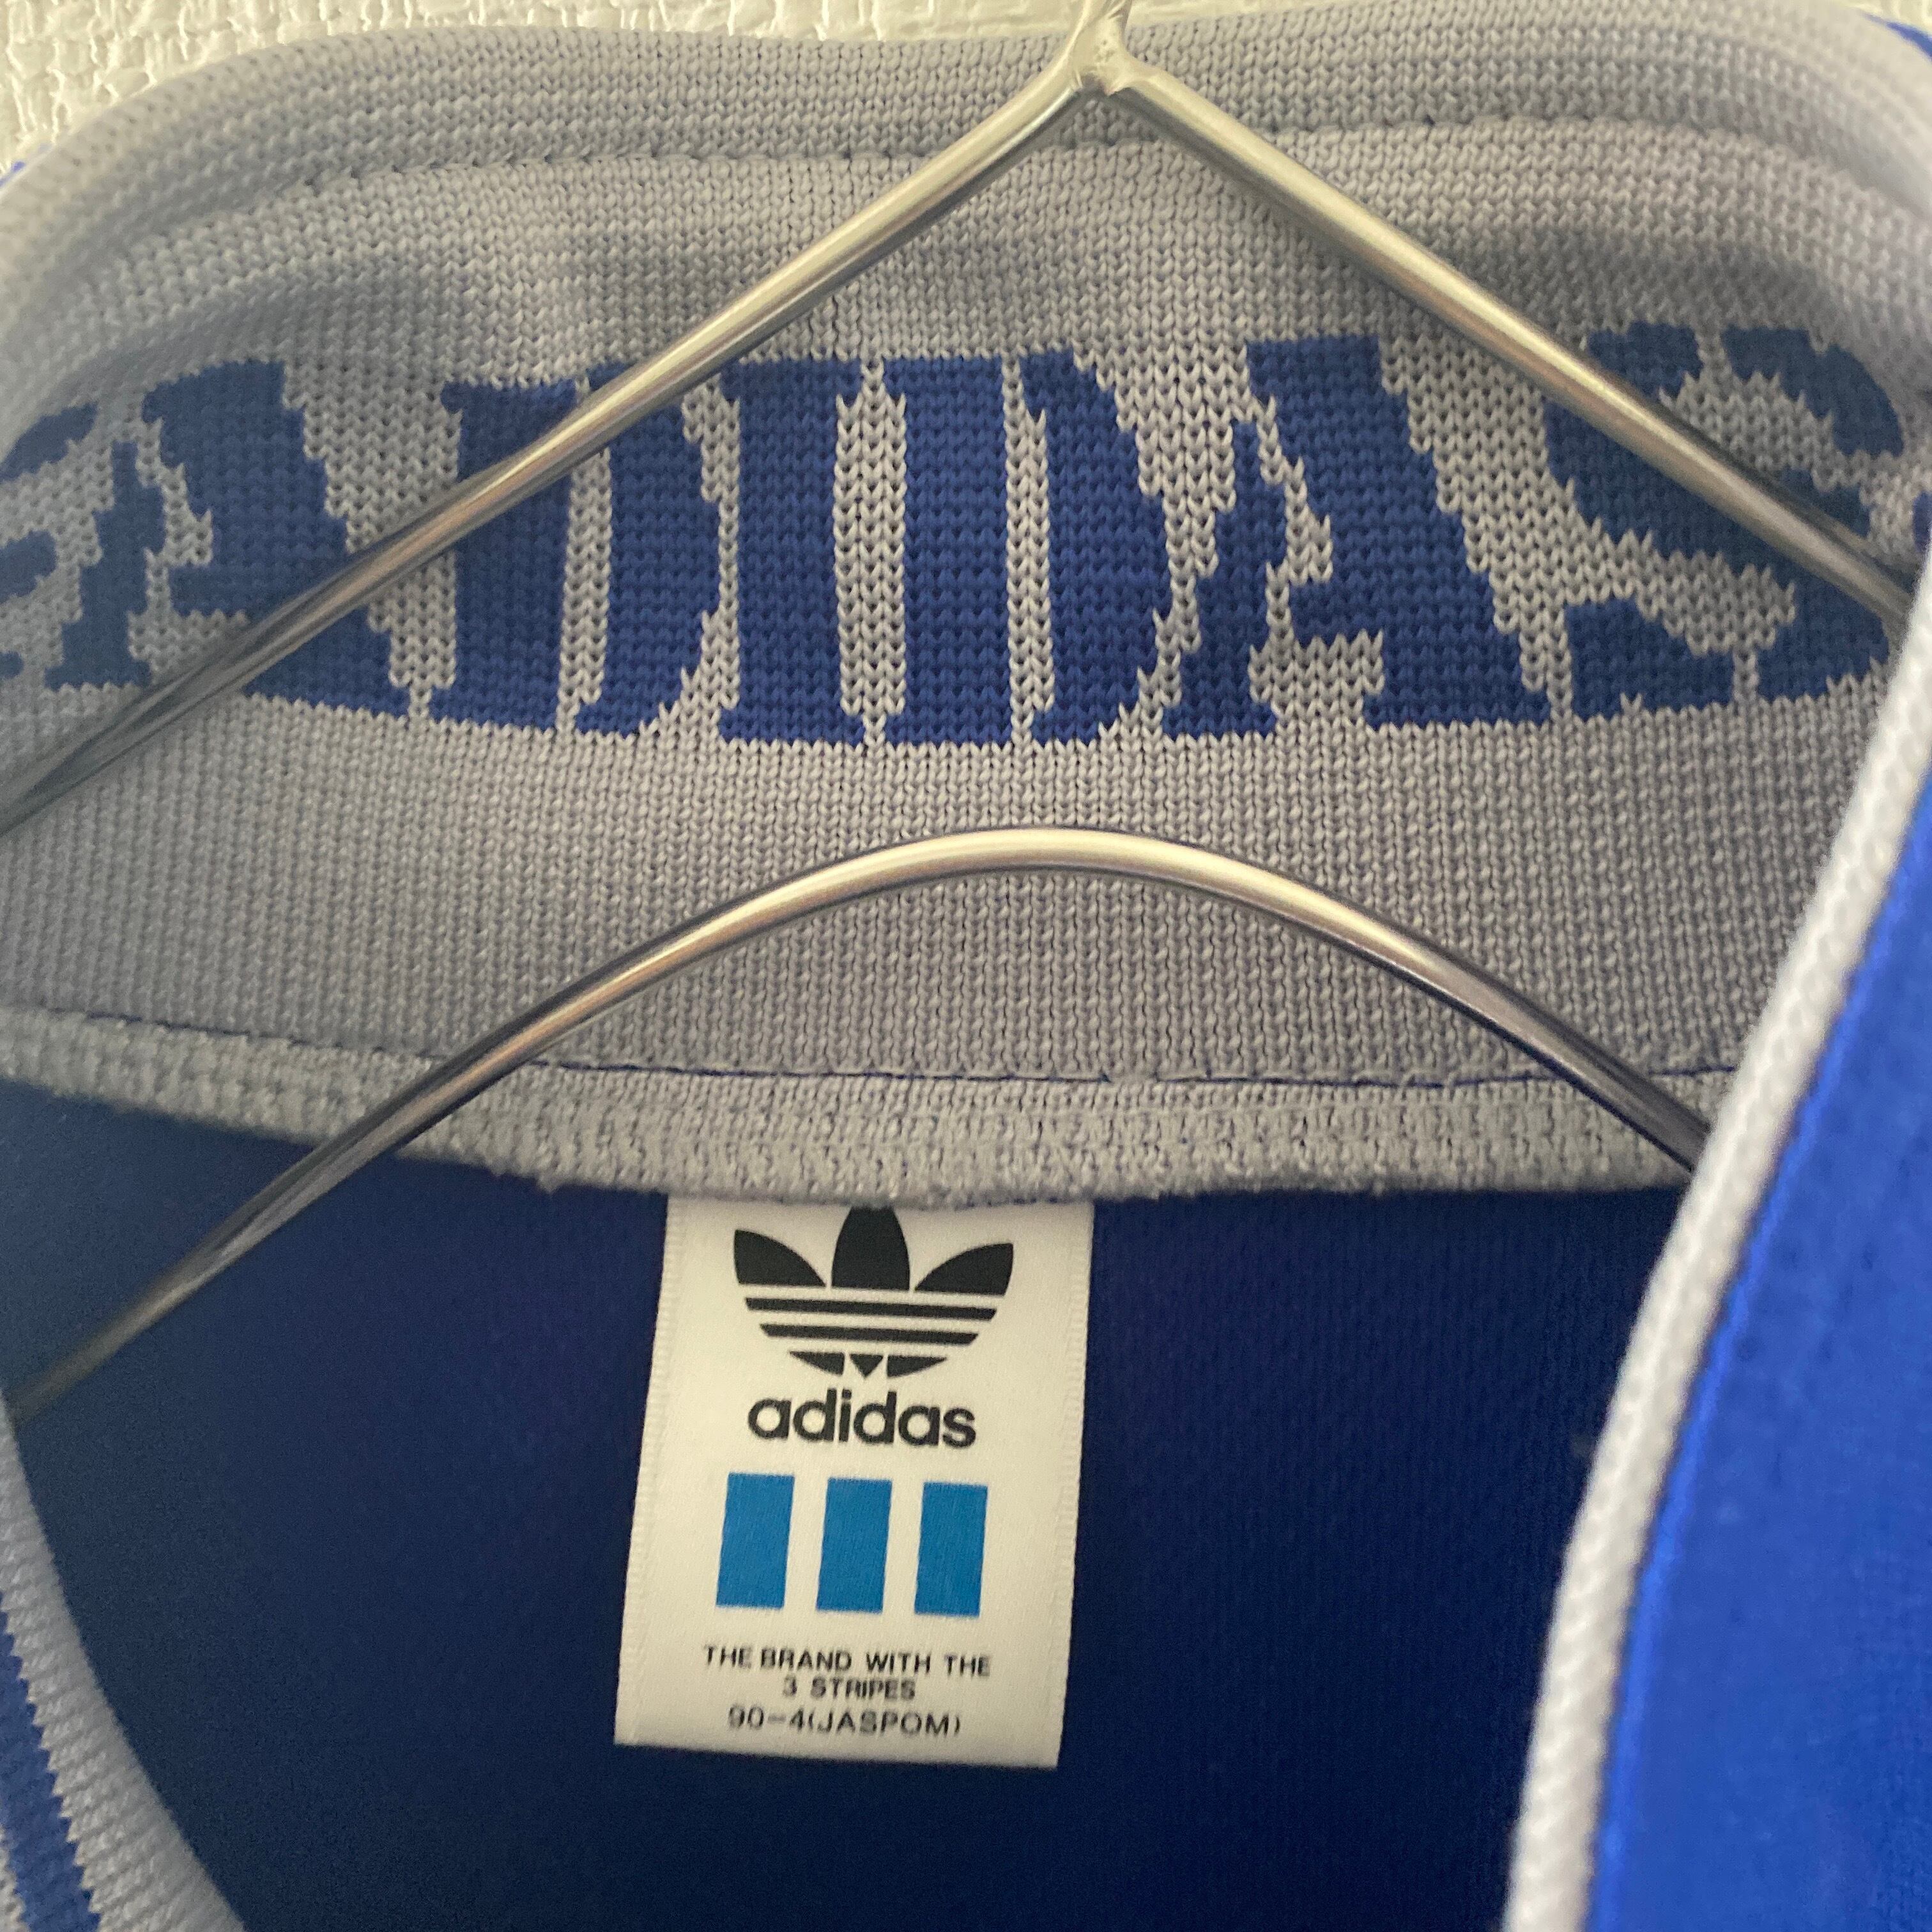 ADIDAS
adidas
THE BRAND WITH THE
3 STRIPES
90-4(JASPOM)